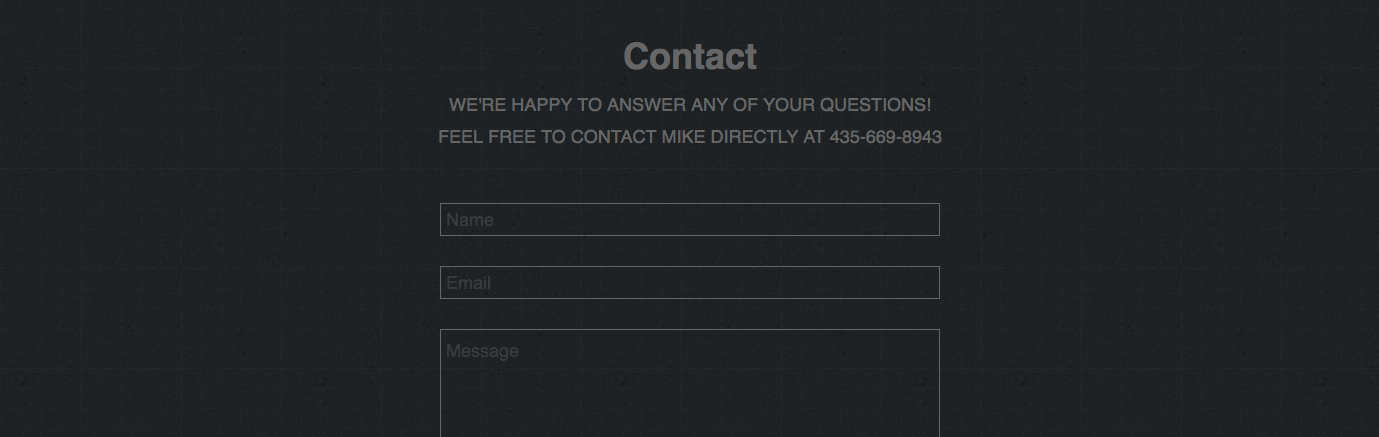 Contact
WE'RE HAPPY TO ANSWER ANY OF YOUR QUESTIONS!
FEEL FREE TO CONTACT MIKE DIRECTLY AT 435-669-8943
Name
Email
Message